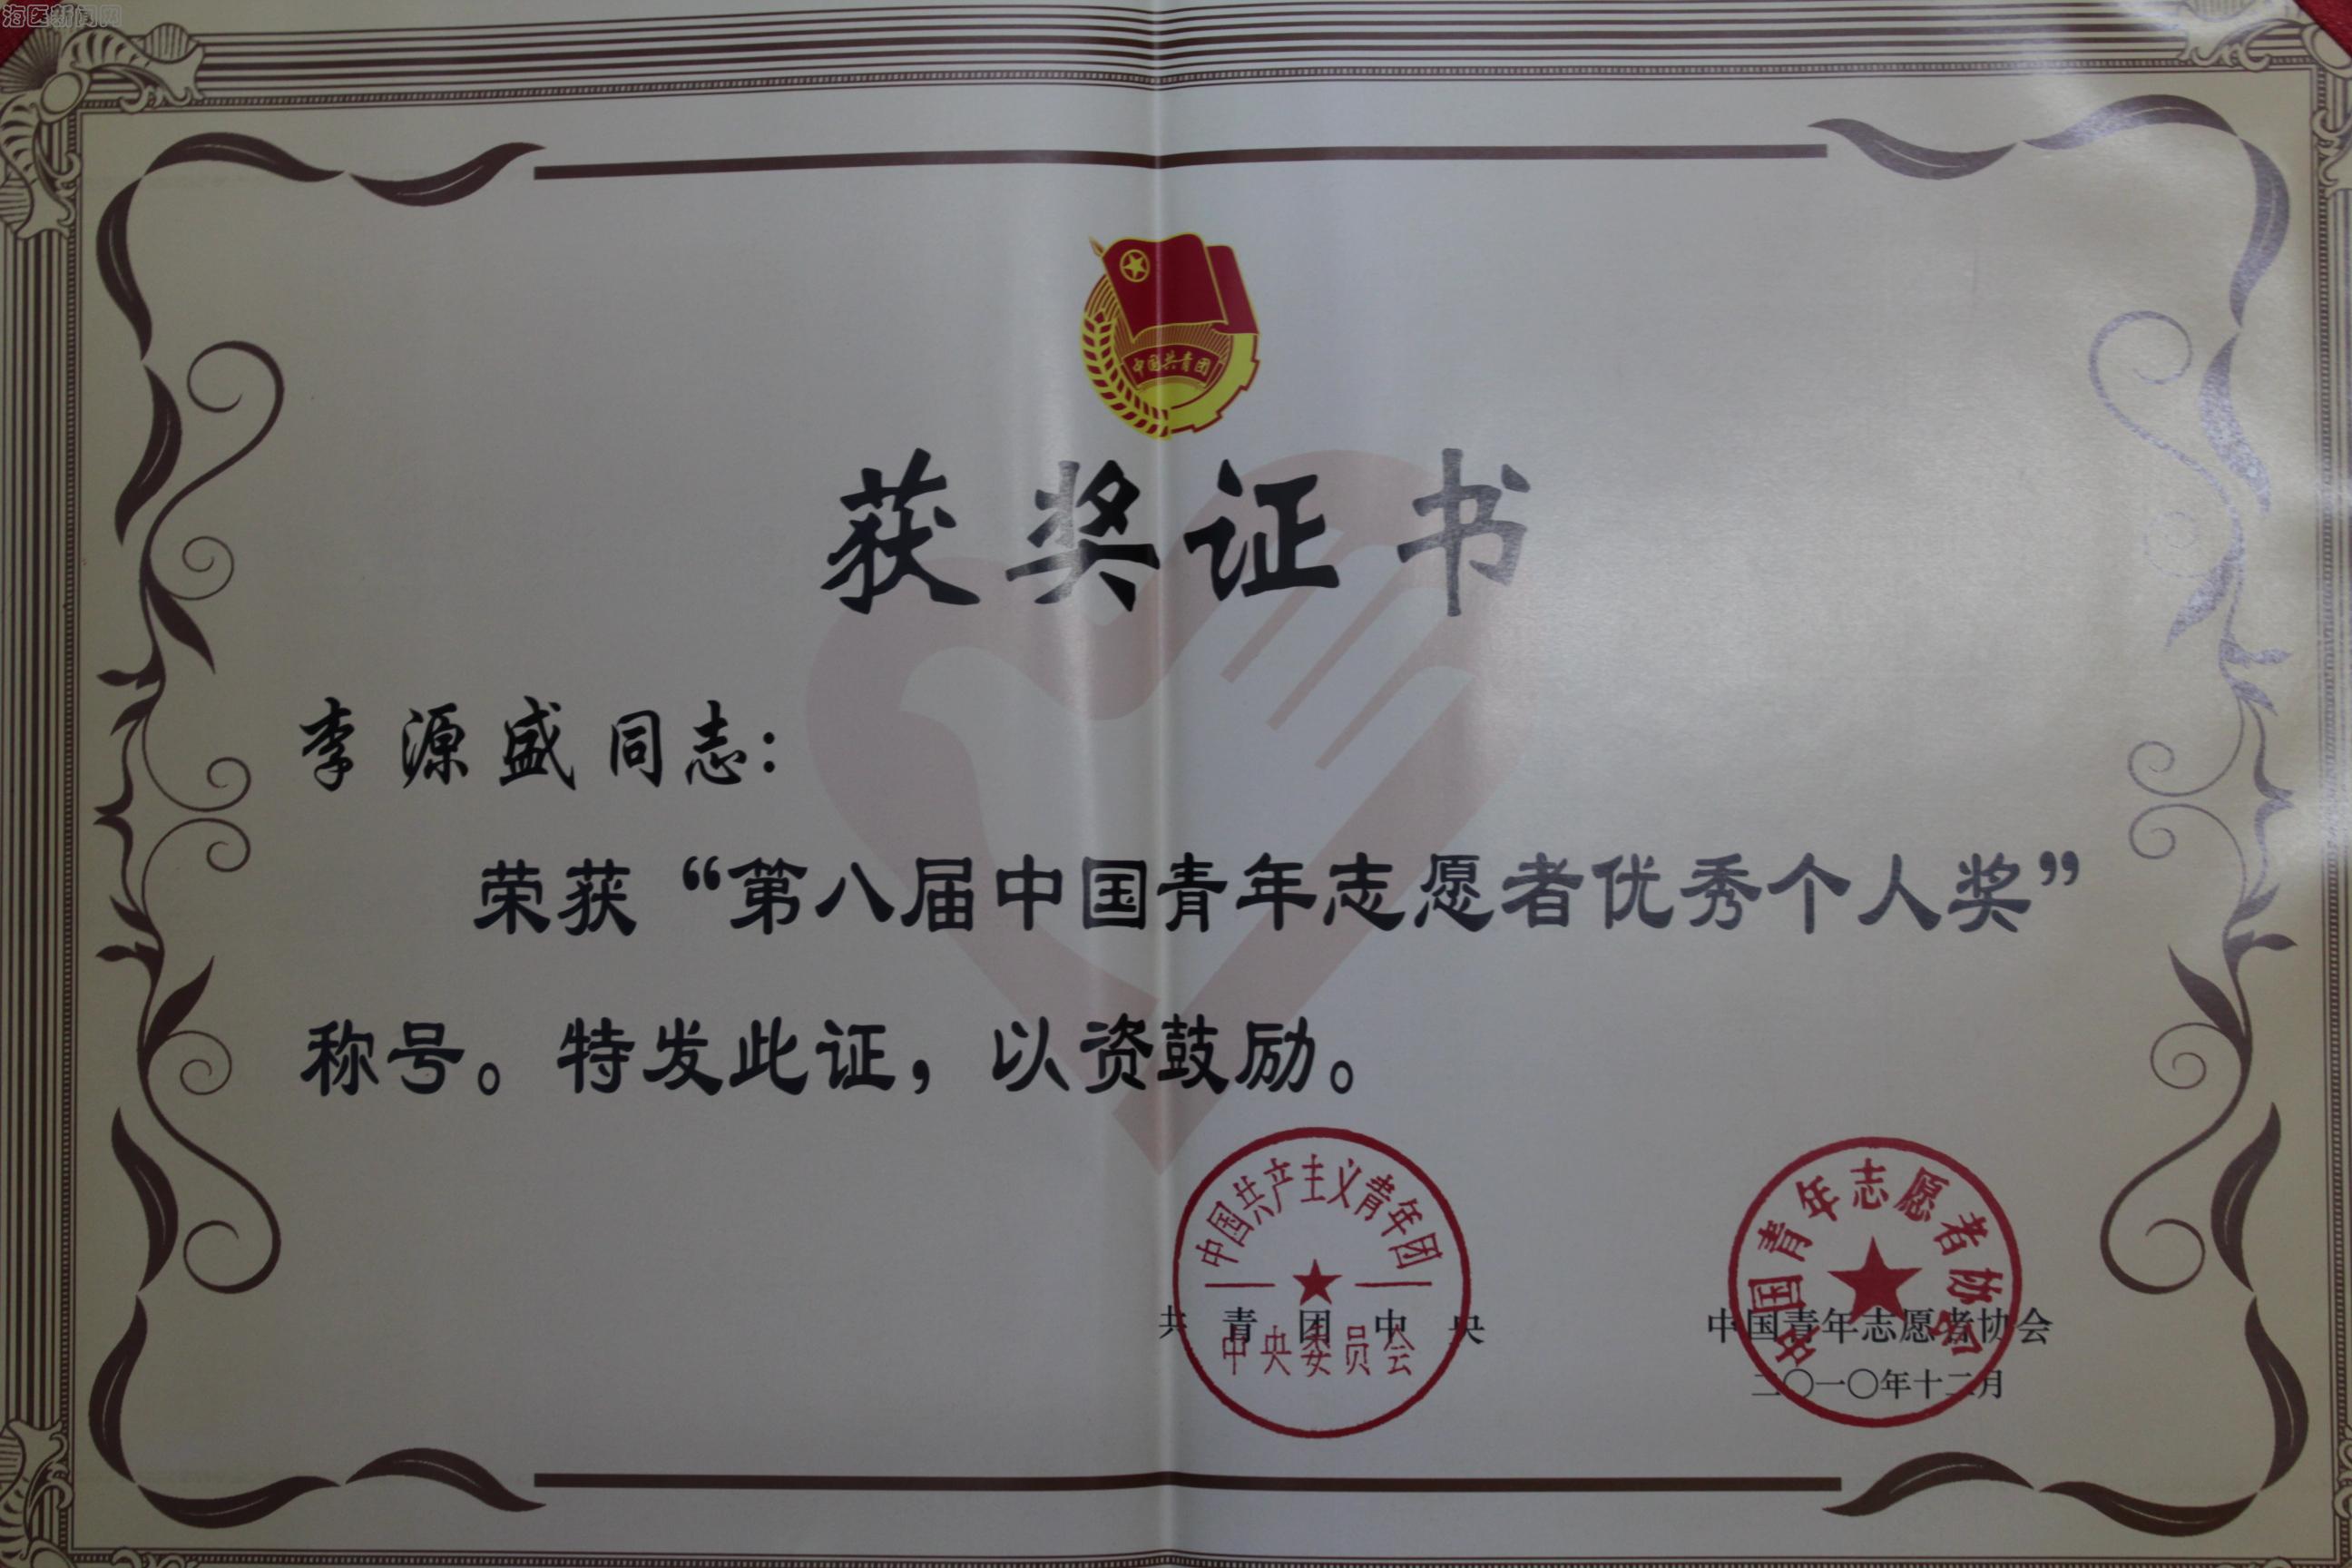 海医新闻网
中国共青团
获奖证书
李源盛同志：
荣获“第八届中国青年志愿者优秀个人奖”
称号。特发此证，以资鼓励。
中国共产主义青年团
中央委员会
共青团中央
中国青年志愿者协会
中国青年志愿者协会
二〇一〇年十二月